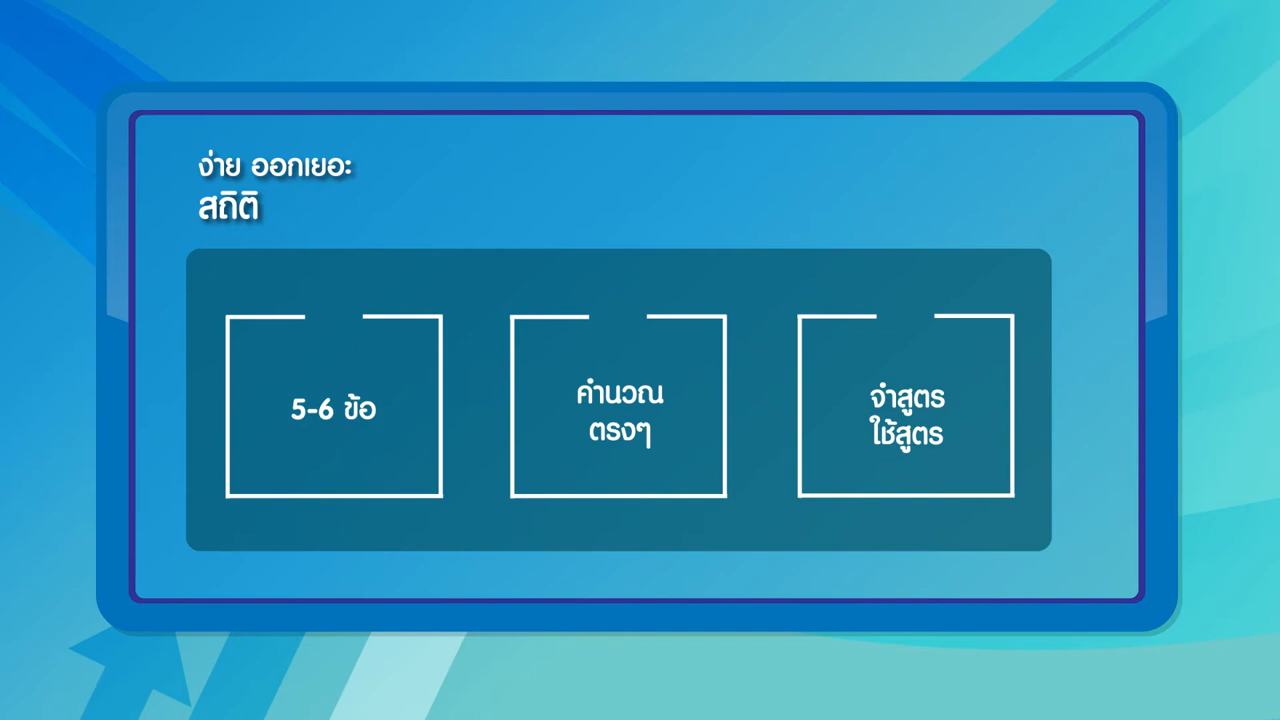 ง่าย ออกเยอะ
สถิติ
5-6 ข้อ
คำนวณ
ตรงๆ
จำสูตร
ใช้สูตร